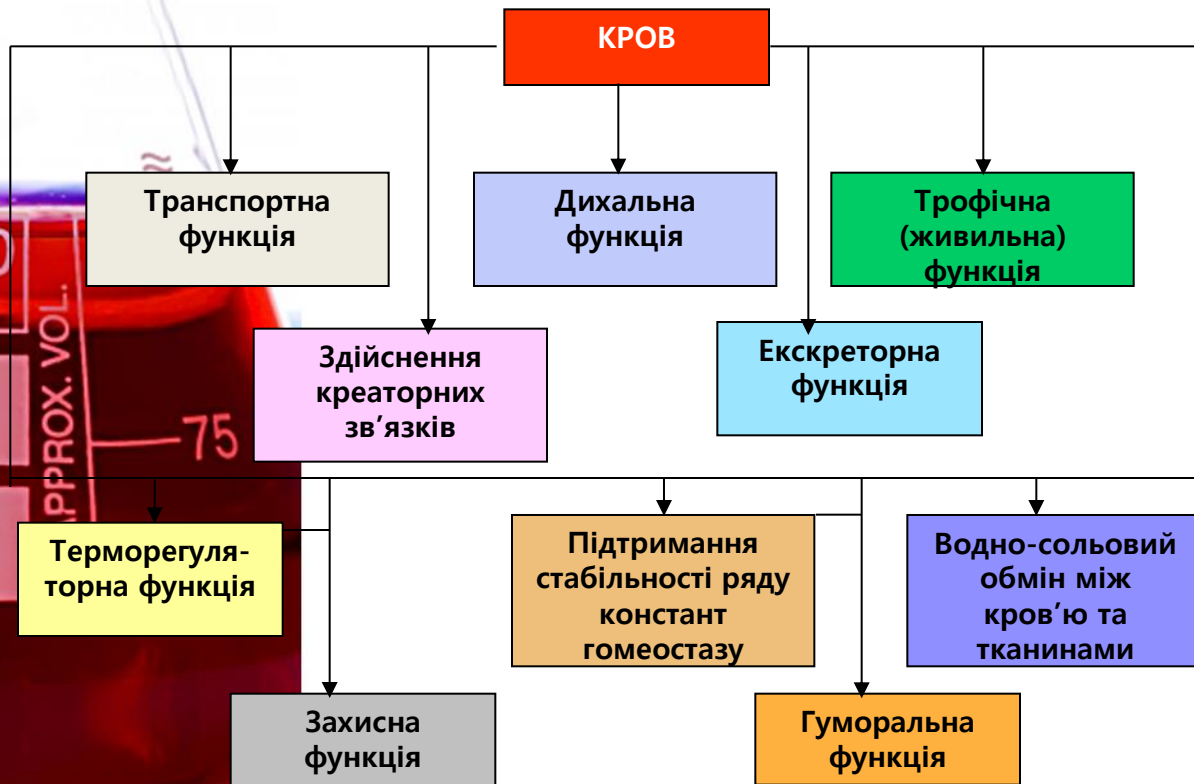 КРОВ
Транспортна
функція
Дихальна
функція
Трофічна
(живильна)
функція
Здійснення
креаторних
зв’язків
Екскреторна
функція
APPROX. VOL.
75
Терморегуля-
торна функція
Підтримання
стабільності ряду
констант
гомеостазу
Водно-сольовий
обмін між
кров’ю та
тканинами
Захисна
функція
Гуморальна
функція